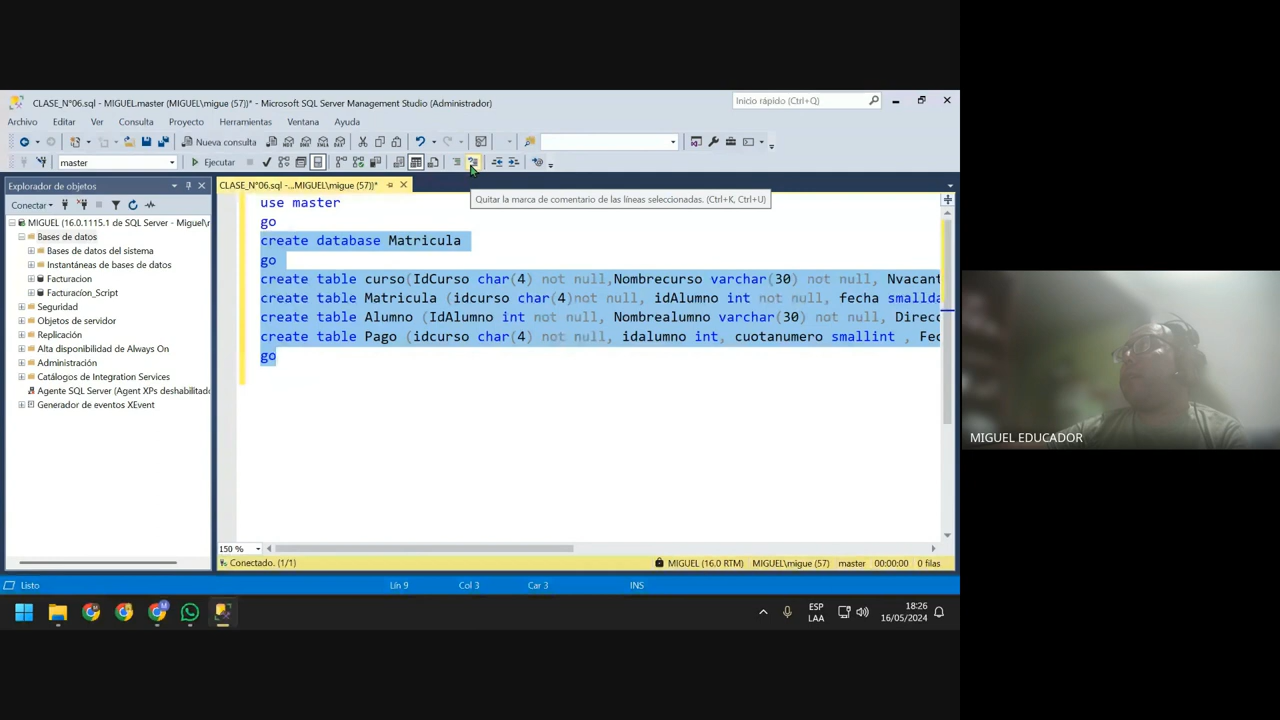 CLASE_N°06.sql - MIGUEL.master (MIGUEL\migue (57))* - Microsoft SQL Server Management Studio (Administrador)
Inicio rápido (Ctrl+Q)
Archivo Editar Ver Consulta Proyecto Herramientas Ventana Ayuda
Nueva consulta
master
Ejecutar
Explorador de objetos
CLASE_N°06.sql -...MIGUEL\migue (57))*
Quitar la marca de comentario de las líneas seleccionadas. (Ctrl+K, Ctrl+U)
Conectar
MIGUEL (16.0.1115.1 de SQL Server - Miguel\r
Bases de datos
Bases de datos del sistema
Instantáneas de bases de datos
Facturacion
Facturacíon_Script
Seguridad
Objetos de servidor
Replicación
Alta disponibilidad de Always On
Administración
Catálogos de Integration Services
Agente SQL Server (Agent XPs deshabilitado
Generador de eventos XEvent
use master
go
create database Matricula
go
create table curso(IdCurso char(4) not null,Nombrecurso varchar(30) not null, Nvacant
create table Matricula (idcurso char(4)not null, idAlumno int not null, fecha smallda
create table Alumno (IdAlumno int not null, Nombrealumno varchar(30) not null, Direcc
create table Pago (idcurso char(4) not null, idalumno int, cuotanumero smallint , Fec
go
150 %
Conectado. (1/1)
MIGUEL (16.0 RTM) MIGUEL\migue (57) master 00:00:00 0 filas
Listo
Lín 9 Col 3 Car 3 INS
ESP
LAA
18:26
16/05/2024
MIGUEL EDUCADOR